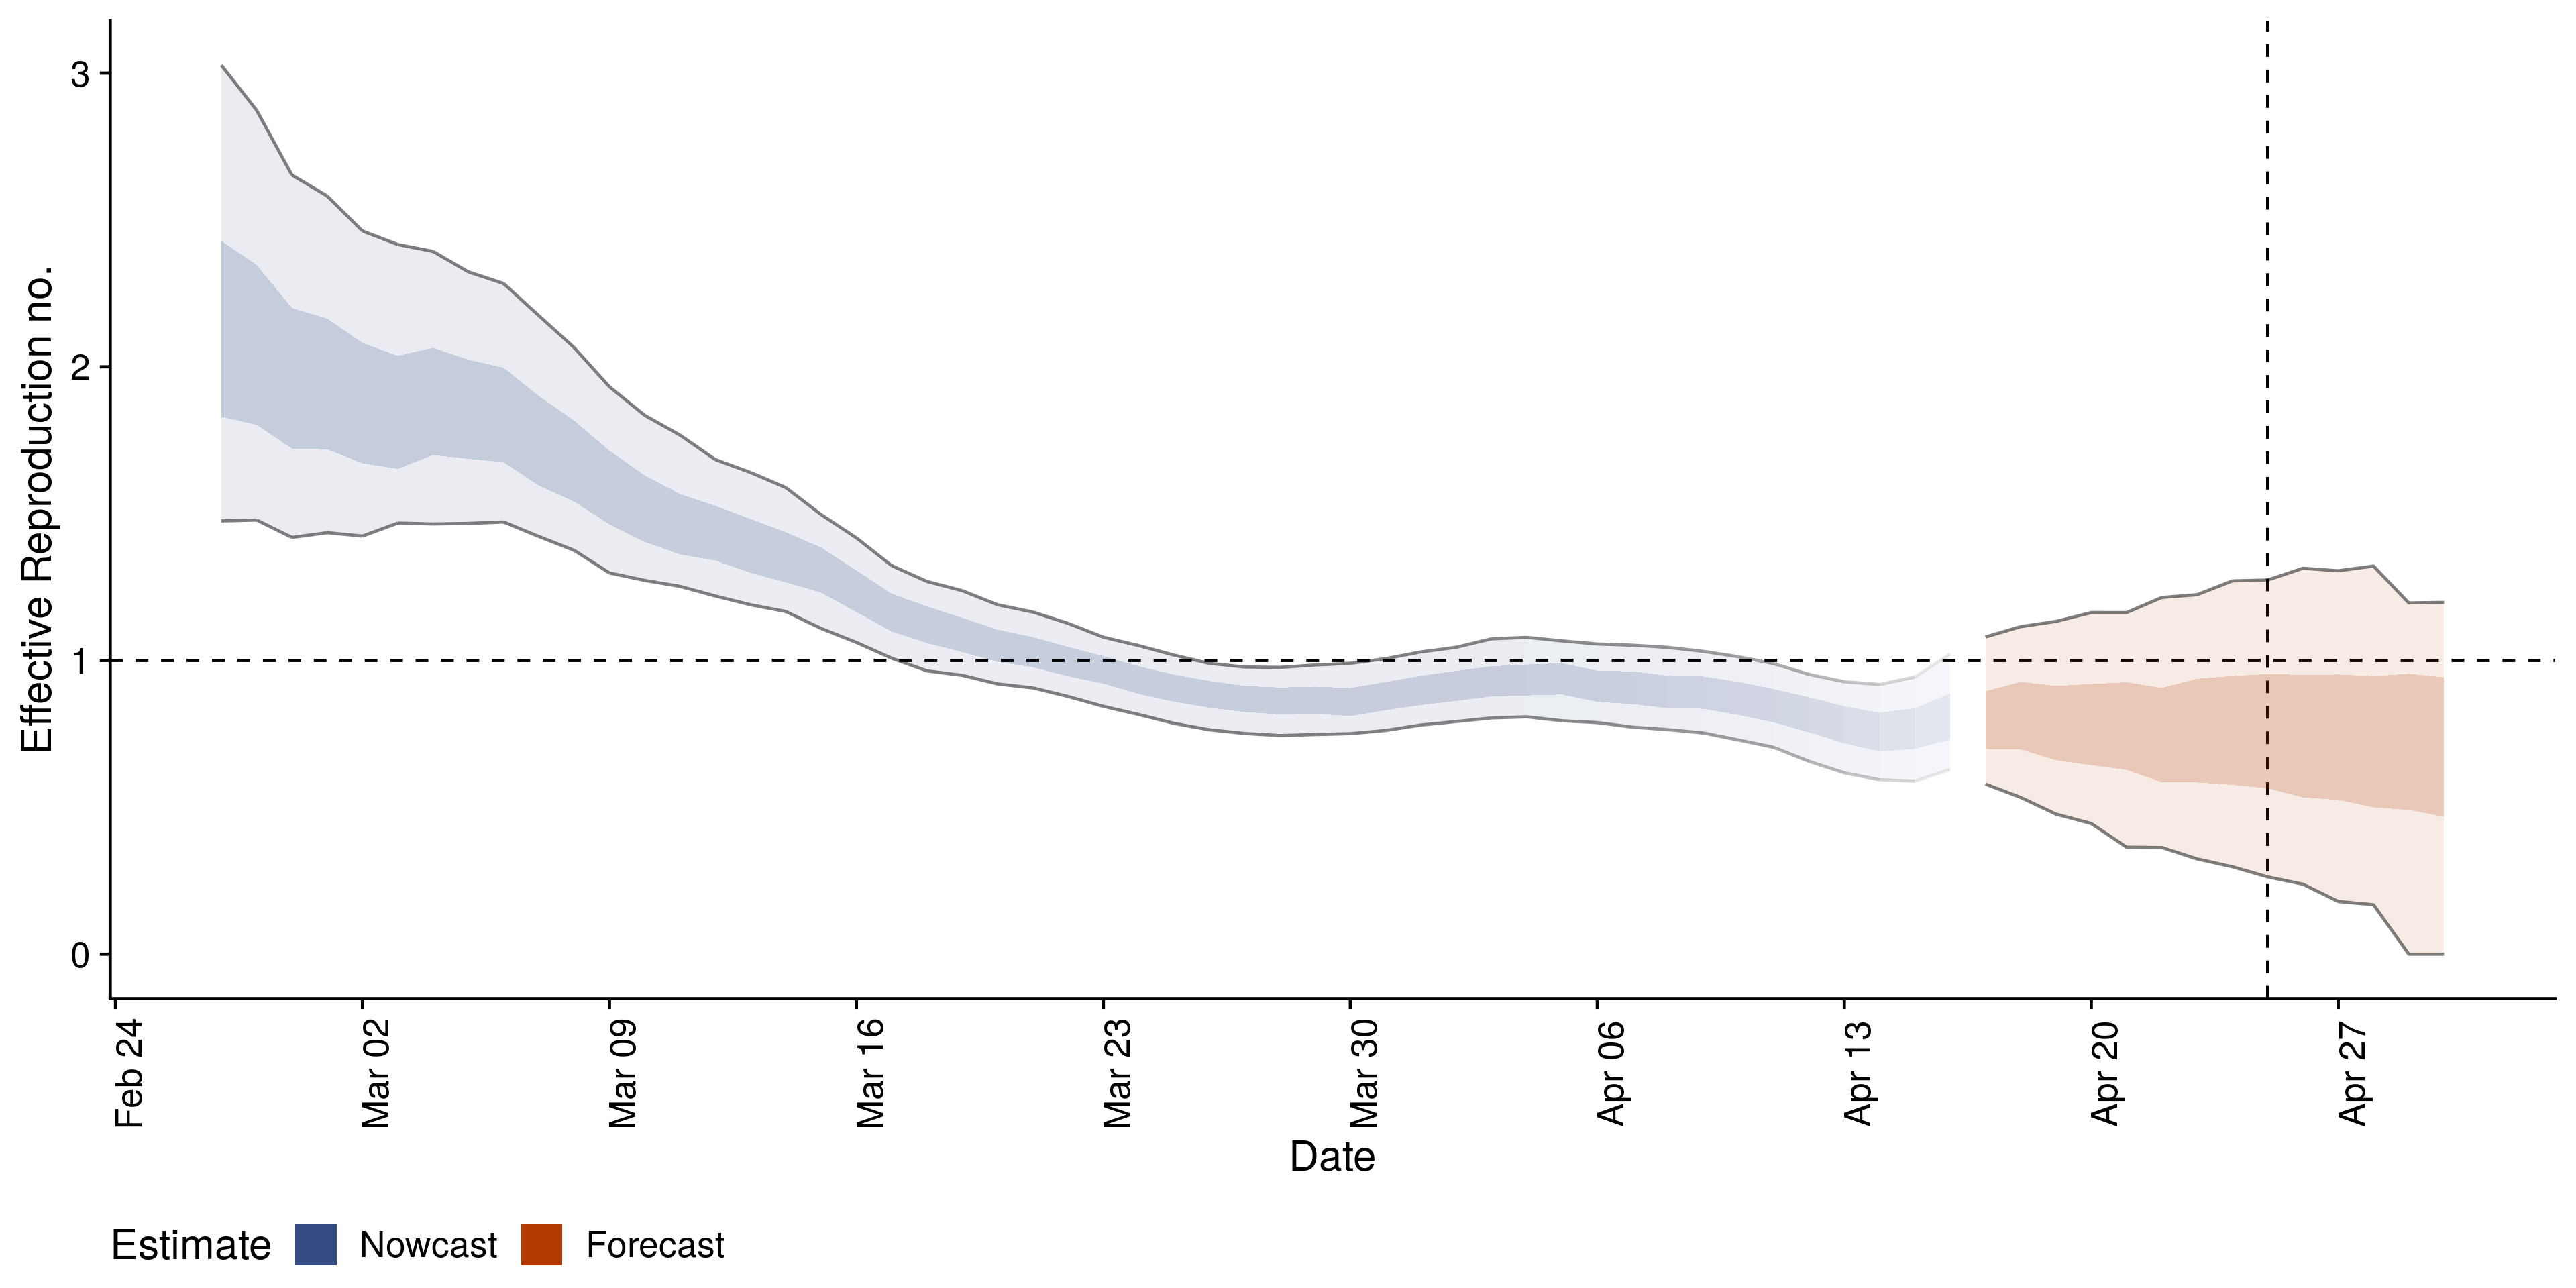 Effective Reproduction no.
3
2
1
0
Feb 24
Mar 02
Mar 09
Mar 16
Mar 23
Mar 30
Apr 06
Apr 13
Apr 20
Apr 27
Date
Estimate Nowcast Forecast